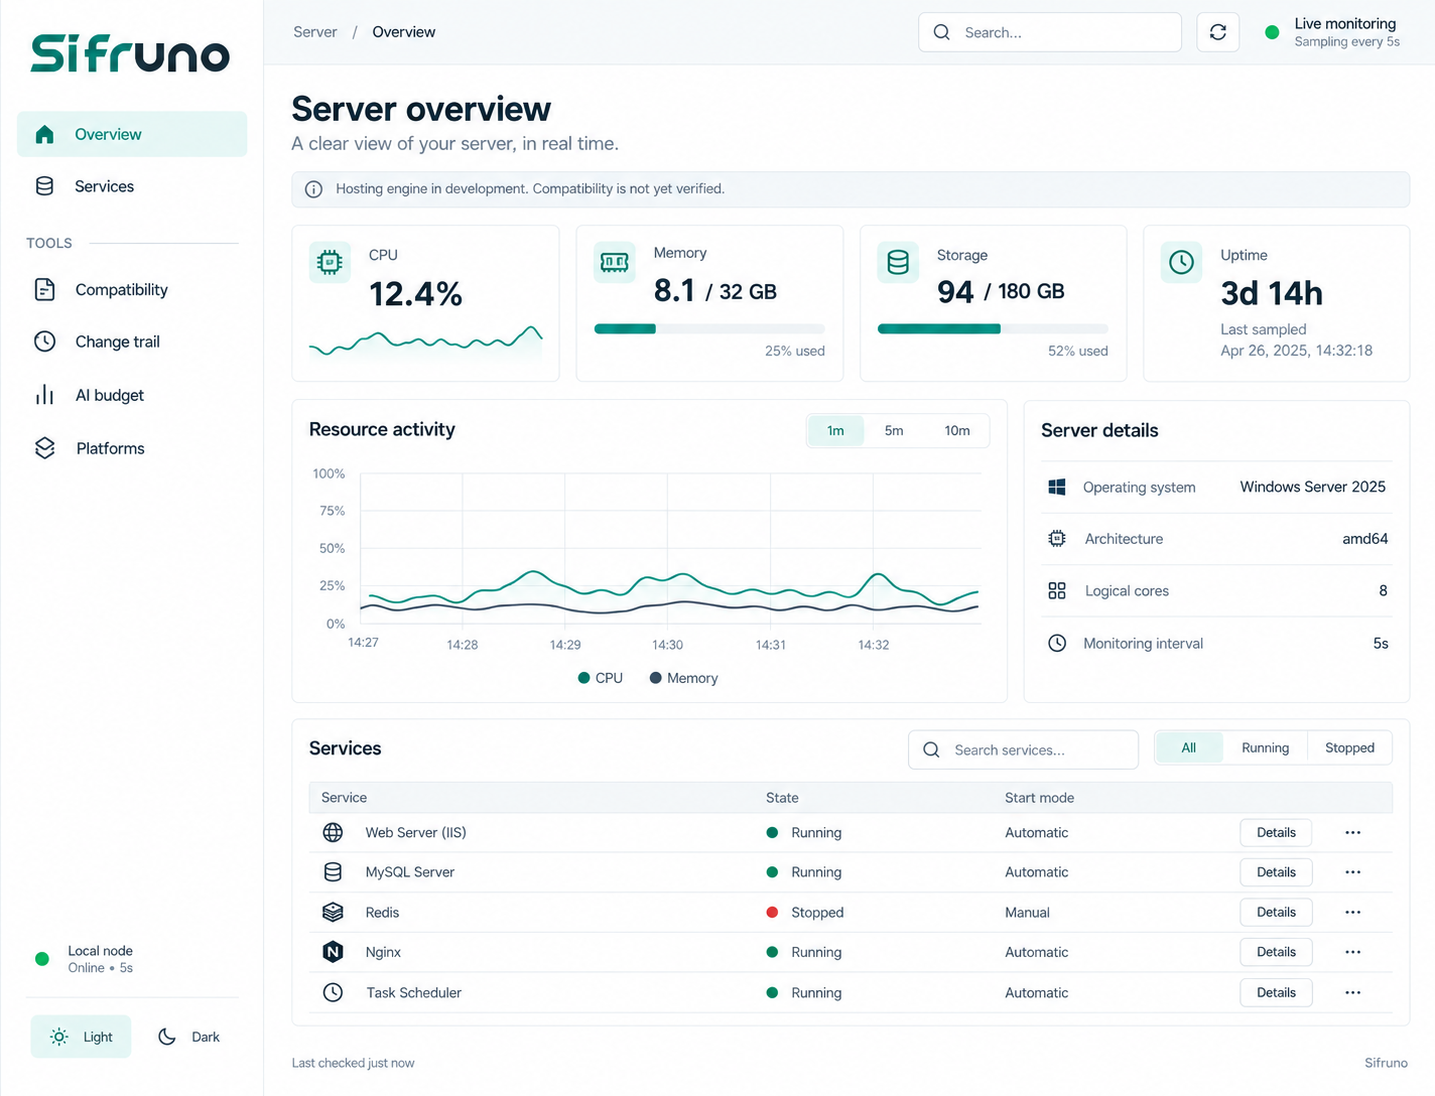 Sifruno
Overview
Services
TOOLS
Compatibility
Change trail
AI budget
Platforms
Local node
Online • 5s
Light
Dark
Server / Overview
Search...
Live monitoring
Sampling every 5s
Server overview
A clear view of your server, in real time.
Hosting engine in development. Compatibility is not yet verified.
CPU
12.4%
Memory
8.1 / 32 GB
25% used
Storage
94 / 180 GB
52% used
Uptime
3d 14h
Last sampled
Apr 26, 2025, 14:32:18
Resource activity
1m 5m 10m
100%
75%
50%
25%
0%
14:27 14:28 14:29 14:30 14:31 14:32
CPU Memory
Server details
Operating system Windows Server 2025
Architecture amd64
Logical cores 8
Monitoring interval 5s
Services
Search services...
All Running Stopped
Service State Start mode
Web Server (IIS) Running Automatic Details
MySQL Server Running Automatic Details
Redis Stopped Manual Details
N Nginx Running Automatic Details
Task Scheduler Running Automatic Details
Last checked just now
Sifruno